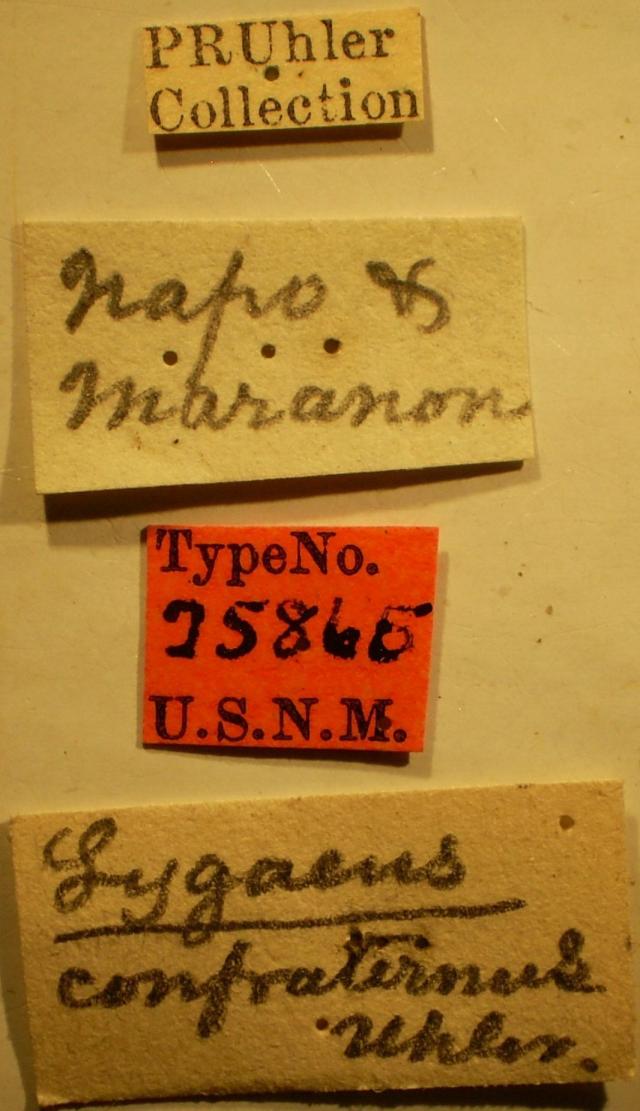 PRUhler
Collection
Napo &
Maranon
TypeNo.
75865
U.S.N.M.
Lygaeus
confraternus
Uhler.